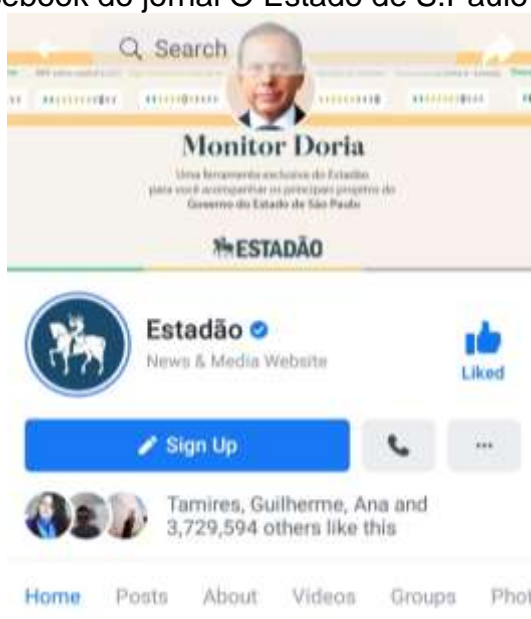 cebook do jornal O Estado de S.Paulo
Search
Monitor Doria
Uma ferramenta exclusiva do Estadão
para você acompanhar os principais projetos do
Governo do Estado de São Paulo
ESTADÃO
Estadão
News & Media Website
Liked
Sign Up
Tamires, Guilherme, Ana and
3,729,594 others like this
Home Posts About Videos Groups Phot